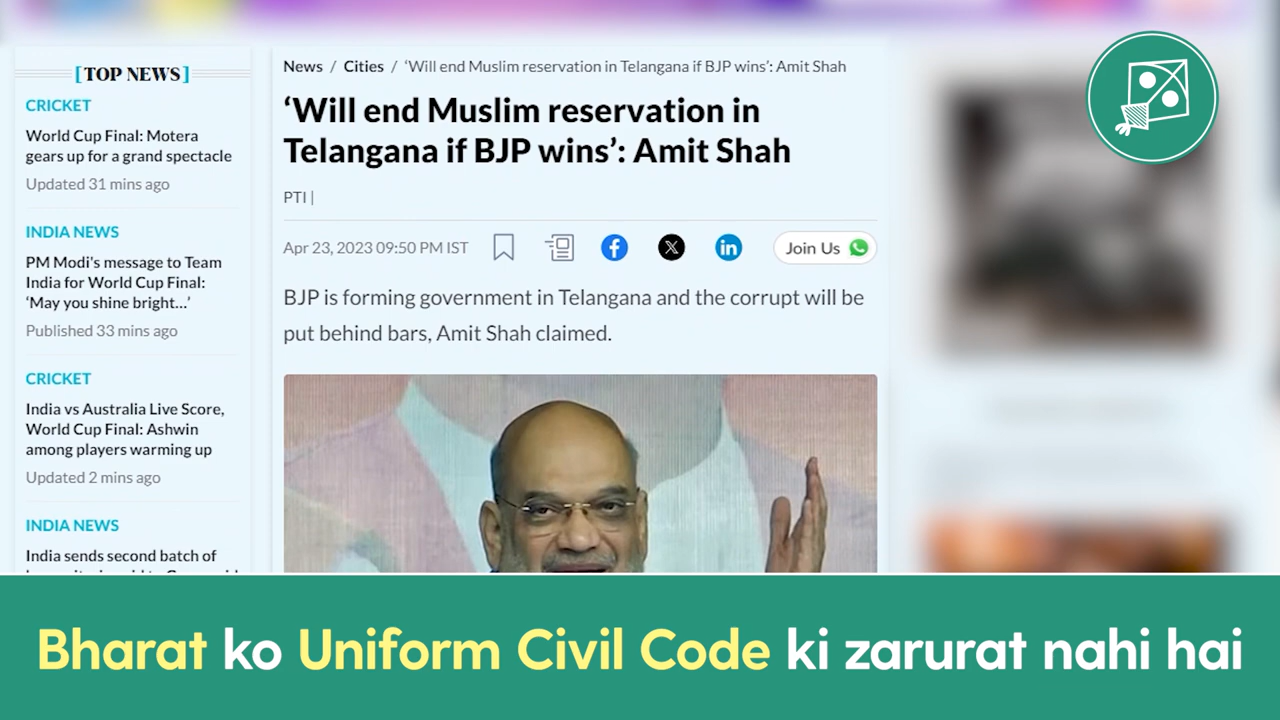 [TOP NEWS]
CRICKET
World Cup Final: Motera
gears up for a grand spectacle
Updated 31 mins ago
INDIA NEWS
PM Modi's message to Team
India for World Cup Final:
‘May you shine bright...’
Published 33 mins ago
CRICKET
India vs Australia Live Score,
World Cup Final: Ashwin
among players warming up
Updated 2 mins ago
INDIA NEWS
India sends second batch of
News / Cities / ‘Will end Muslim reservation in Telangana if BJP wins’: Amit Shah
‘Will end Muslim reservation in
Telangana if BJP wins’: Amit Shah
PTI |
Apr 23, 2023 09:50 PM IST
Join Us
BJP is forming government in Telangana and the corrupt will be
put behind bars, Amit Shah claimed.
Bharat ko Uniform Civil Code ki zarurat nahi hai